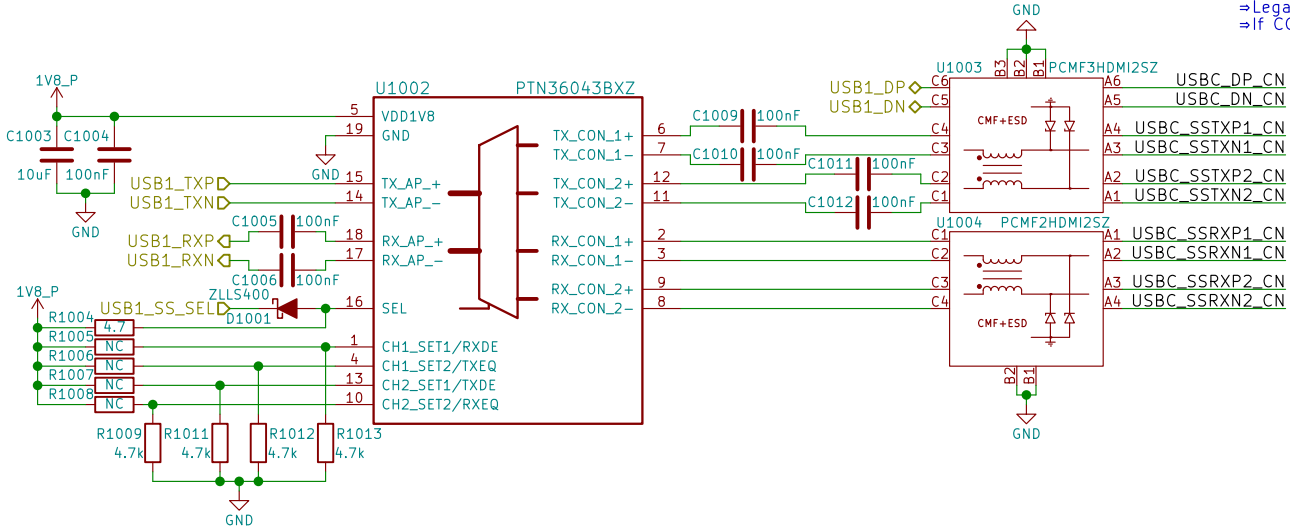 ⇒Lega
⇒If CO
GND
B3 B2 B1
U1003 PCMF3HDMI2SZ
1V8_P
U1002 PTN36043BXZ
USB1_DP C6 A6 USBC_DP_CN
USB1_DN C5 A5 USBC_DN_CN
C1003 C1004
10uF 100nF
GND
5 VDD1V8
19 GND
GND
TX_CON_1+ 6 C1009 100nF C4 CMF+ESD A4 USBC_SSTXP1_CN
TX_CON_1- 7 C1010 100nF C3 A3 USBC_SSTXN1_CN
USB1_TXP 15 TX_AP_+ TX_CON_2+ 12 C1011 100nF C2 A2 USBC_SSTXP2_CN
USB1_TXN 14 TX_AP_- TX_CON_2- 11 C1012 100nF C1 A1 USBC_SSTXN2_CN
C1005 100nF
U1004 PCMF2HDMI2SZ
USB1_RXP 18 RX_AP_+ RX_CON_1+ 2 C1 A1 USBC_SSRXP1_CN
USB1_RXN 17 RX_AP_- RX_CON_1- 3 C2 A2 USBC_SSRXN1_CN
C1006 100nF
RX_CON_2+ 9 C3 A3 USBC_SSRXP2_CN
1V8_P ZLLS400
USB1_SS_SEL D1001 16 SEL RX_CON_2- 8 C4 A4 USBC_SSRXN2_CN
CMF+ESD
R1004 4.7
R1005 NC 1 CH1_SET1/RXDE
R1006 NC 4 CH1_SET2/TXEQ
R1007 NC 13 CH2_SET1/TXDE
R1008 NC 10 CH2_SET2/RXEQ
B2 B1
GND
R1009 R1011 R1012 R1013
4.7k 4.7k 4.7k 4.7k
GND